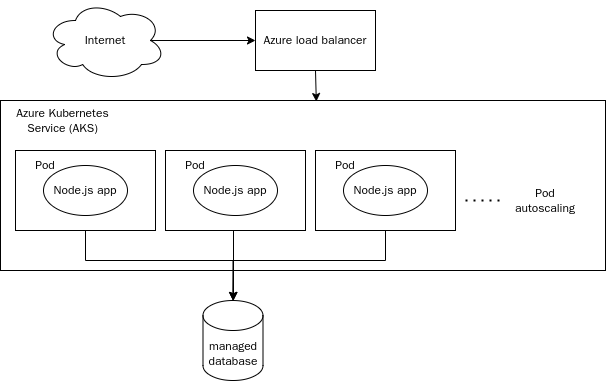 Internet
Azure load balancer
Azure Kubernetes
Service (AKS)
Pod
Pod
Pod
Node.js app
Node.js app
Node.js app
.....
Pod
autoscaling
managed
database